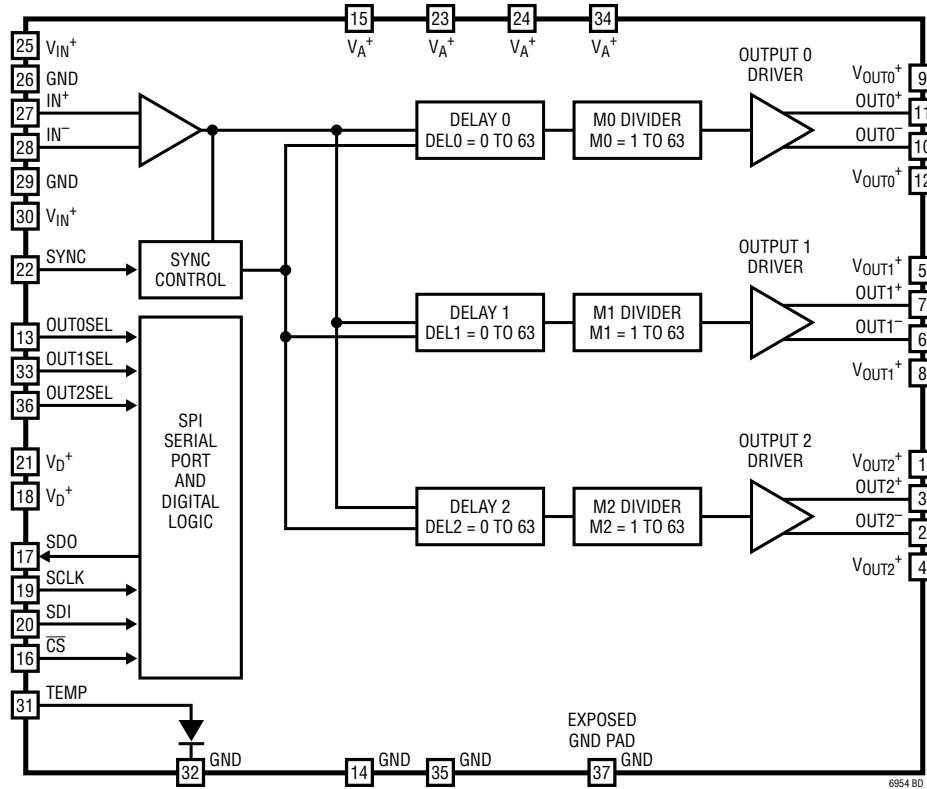 15 23 24 34
V_A^+ V_A^+ V_A^+ V_A^+
25 V_IN^+
26 GND
27 IN^+
28 IN^−
29 GND
30 V_IN^+
22 SYNC
SYNC
CONTROL
13 OUT0SEL
33 OUT1SEL
36 OUT2SEL
21 V_D^+
18 V_D^+
17 SDO
19 SCLK
20 SDI
16 C̅S̅
31 TEMP
SPI
SERIAL
PORT
AND
DIGITAL
LOGIC
DELAY 0
DEL0 = 0 TO 63
M0 DIVIDER
M0 = 1 TO 63
OUTPUT 0
DRIVER
V_OUT0^+ 9
OUT0^+ 11
OUT0^− 10
V_OUT0^+ 12
DELAY 1
DEL1 = 0 TO 63
M1 DIVIDER
M1 = 1 TO 63
OUTPUT 1
DRIVER
V_OUT1^+ 5
OUT1^+ 7
OUT1^− 6
V_OUT1^+ 8
DELAY 2
DEL2 = 0 TO 63
M2 DIVIDER
M2 = 1 TO 63
OUTPUT 2
DRIVER
V_OUT2^+ 1
OUT2^+ 3
OUT2^− 2
V_OUT2^+ 4
EXPOSED
GND PAD
32 GND 14 GND 35 GND 37 GND
6954 BD